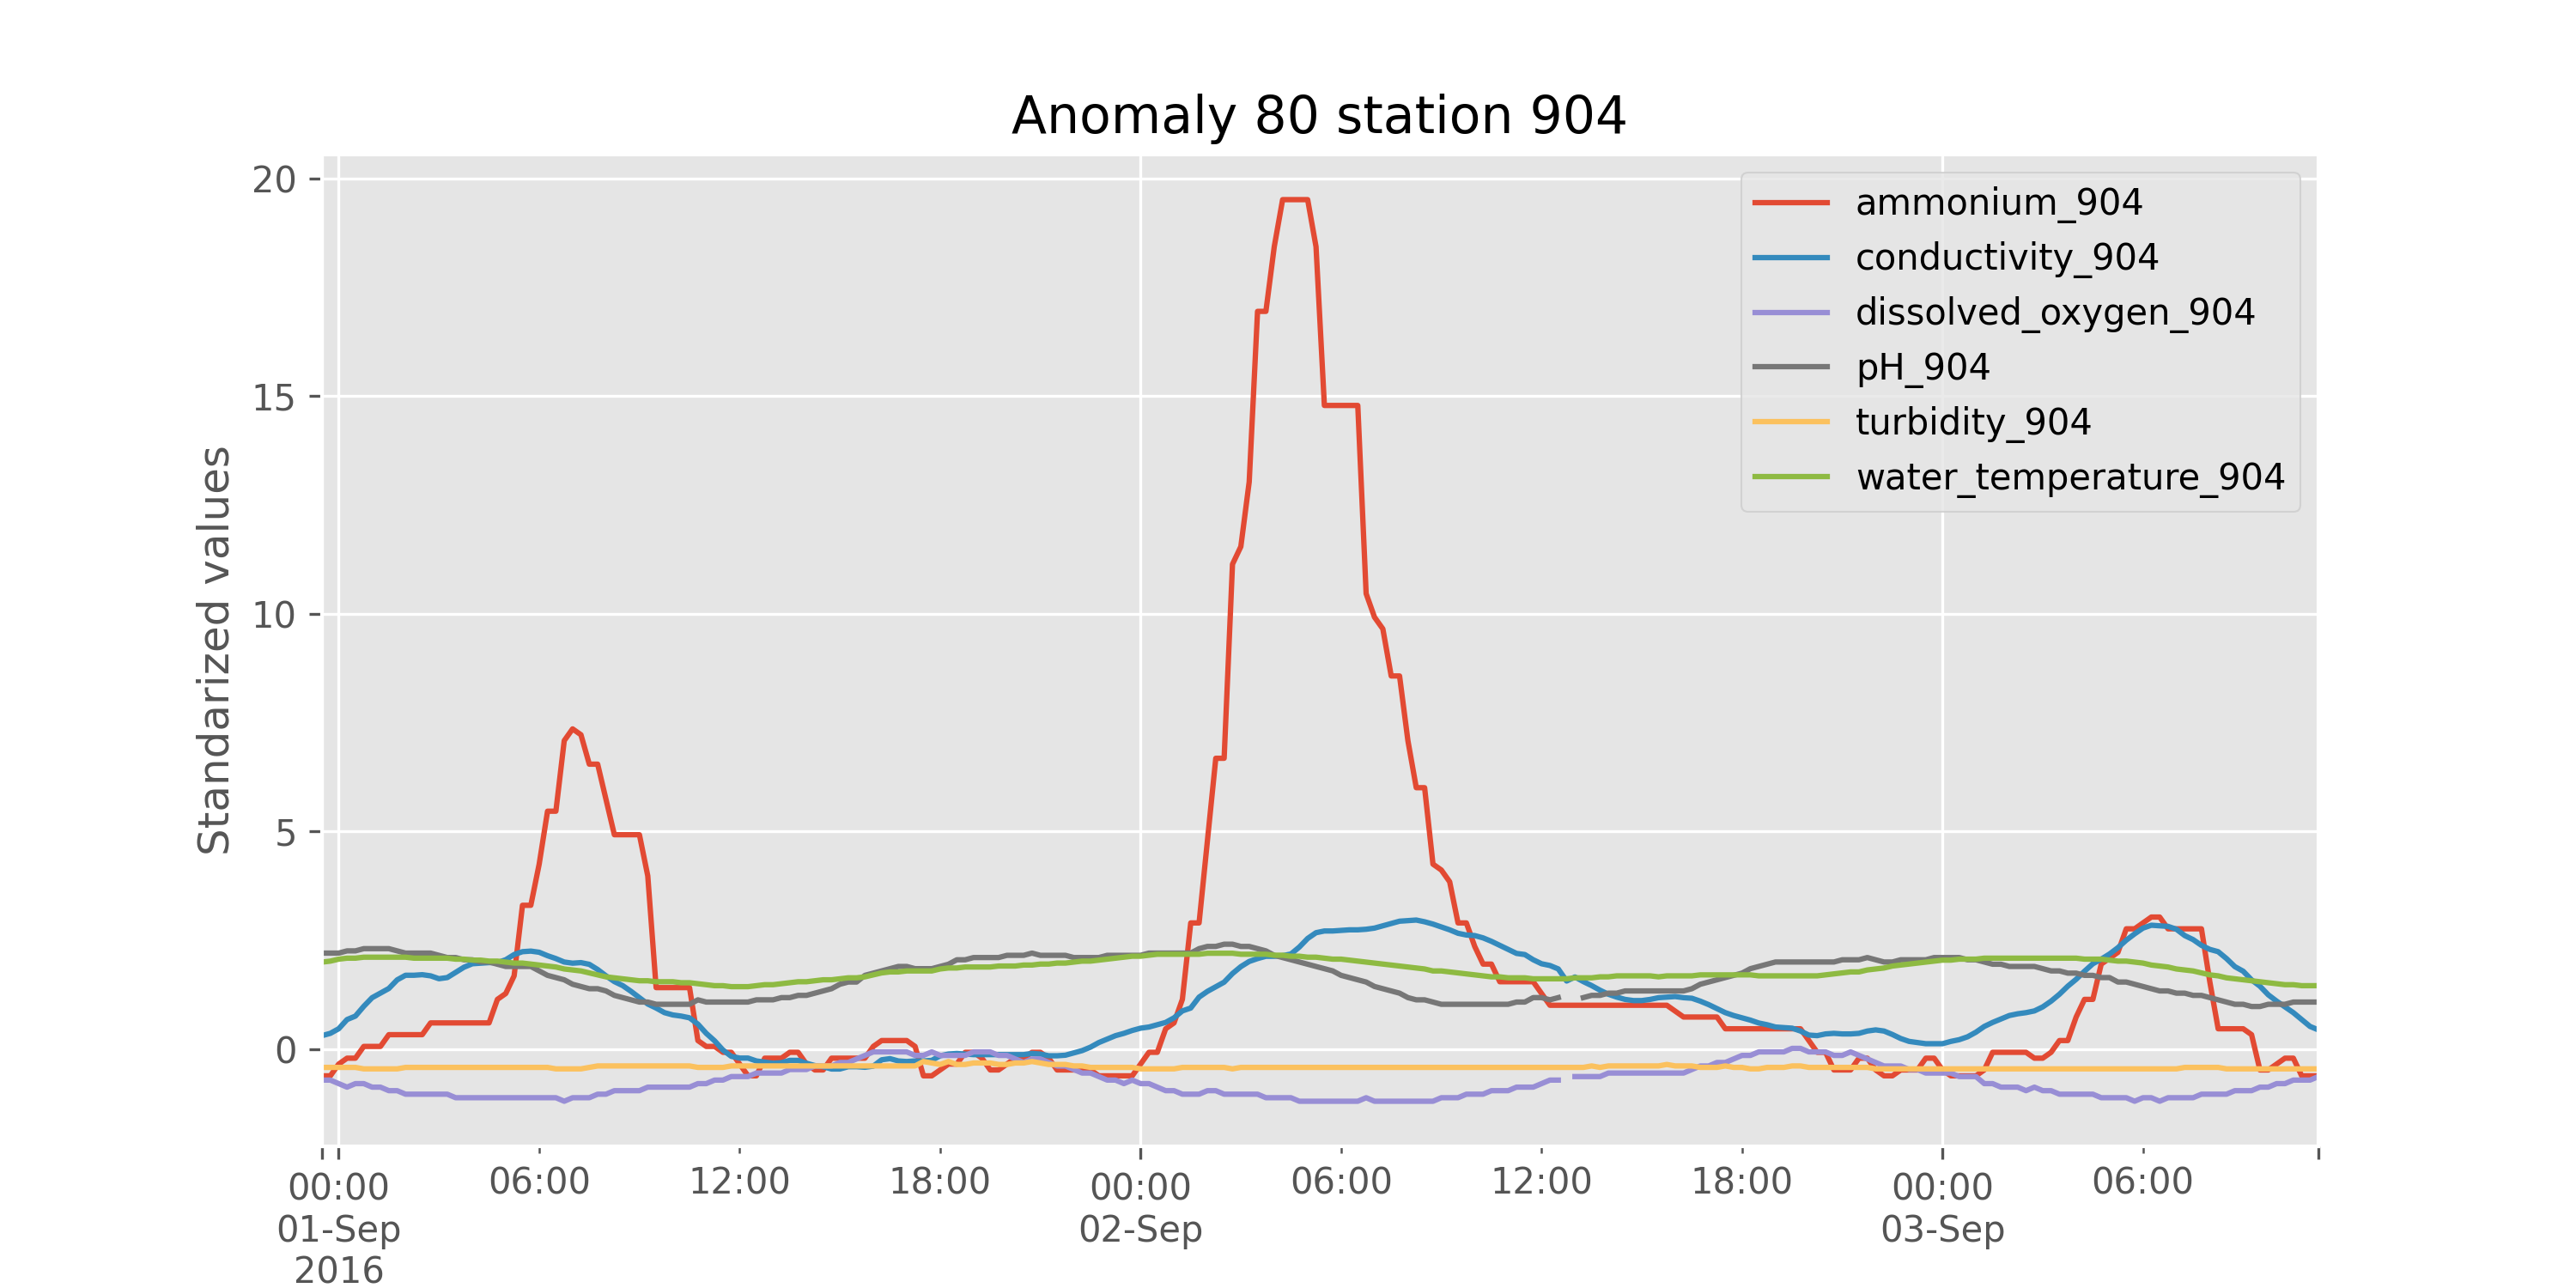 Anomaly 80 station 904
20
15
10
5
0
Standarized values
ammonium_904
conductivity_904
dissolved_oxygen_904
pH_904
turbidity_904
water_temperature_904
00:00 06:00 12:00 18:00 00:00 06:00 12:00 18:00 00:00 06:00
01-Sep 02-Sep 03-Sep
2016